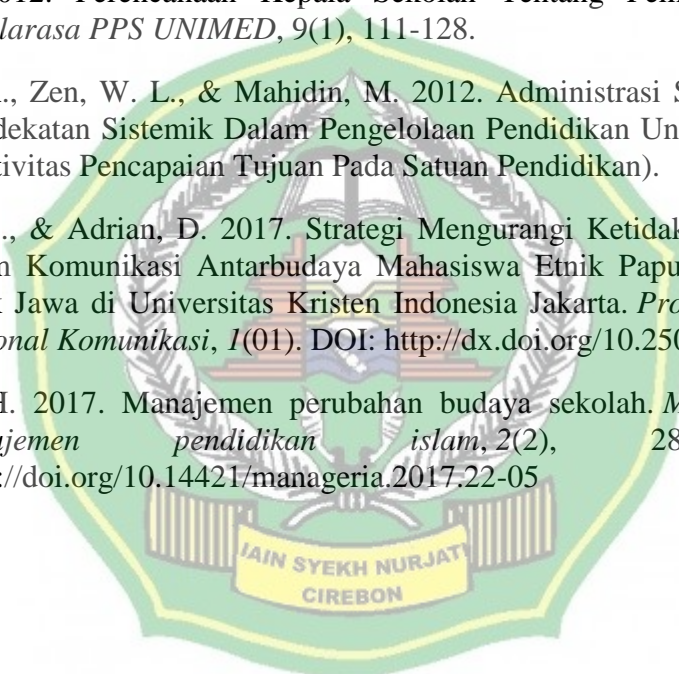 2012. Perencanaan Kepala Sekolah Tentang
larasa PPS UNIMED, 9(1), 111-128.
., Zen, W. L., & Mahidin, M. 2012. Administrasi S
dekatan Sistemik Dalam Pengelolaan Pendidikan Un
tivitas Pencapaian Tujuan Pada Satuan Pendidikan).
., & Adrian, D. 2017. Strategi Mengurangi Ketidak
m Komunikasi Antarbudaya Mahasiswa Etnik Papu
k Jawa di Universitas Kristen Indonesia Jakarta. Pro
onal Komunikasi, 1(01). DOI: http://dx.doi.org/10.250
H. 2017. Manajemen perubahan budaya sekolah. M
ajemen pendidikan islam, 2(2), 28
://doi.org/10.14421/manageria.2017.22-05
IAIN SYEKH NURJATI
CIREBON